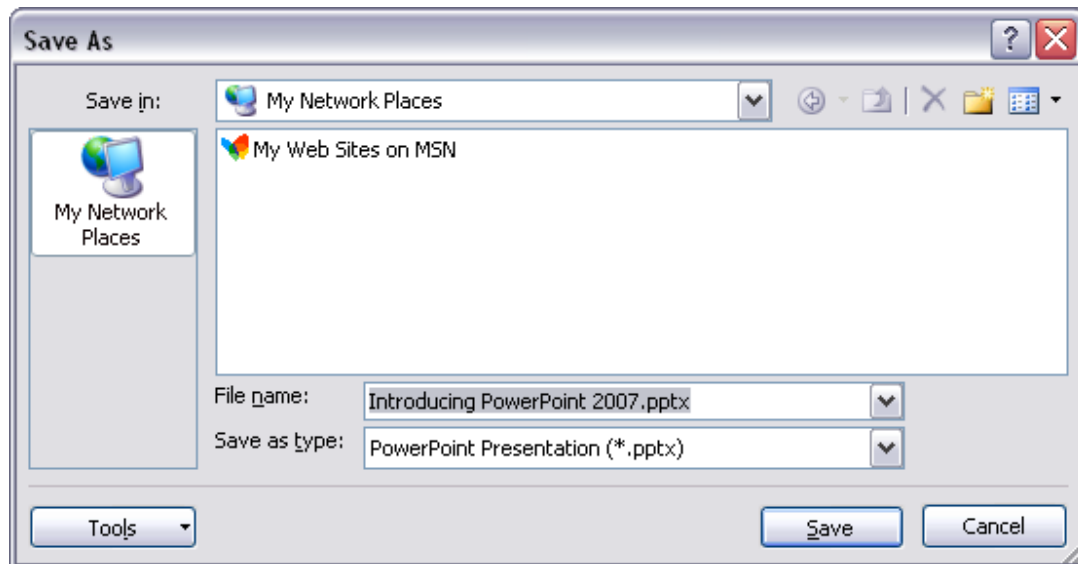 Save As
Save in:
My Network Places
My Web Sites on MSN
My Network
Places
File name:
Introducing PowerPoint 2007.pptx
Save as type:
PowerPoint Presentation (*.pptx)
Tools
Save
Cancel